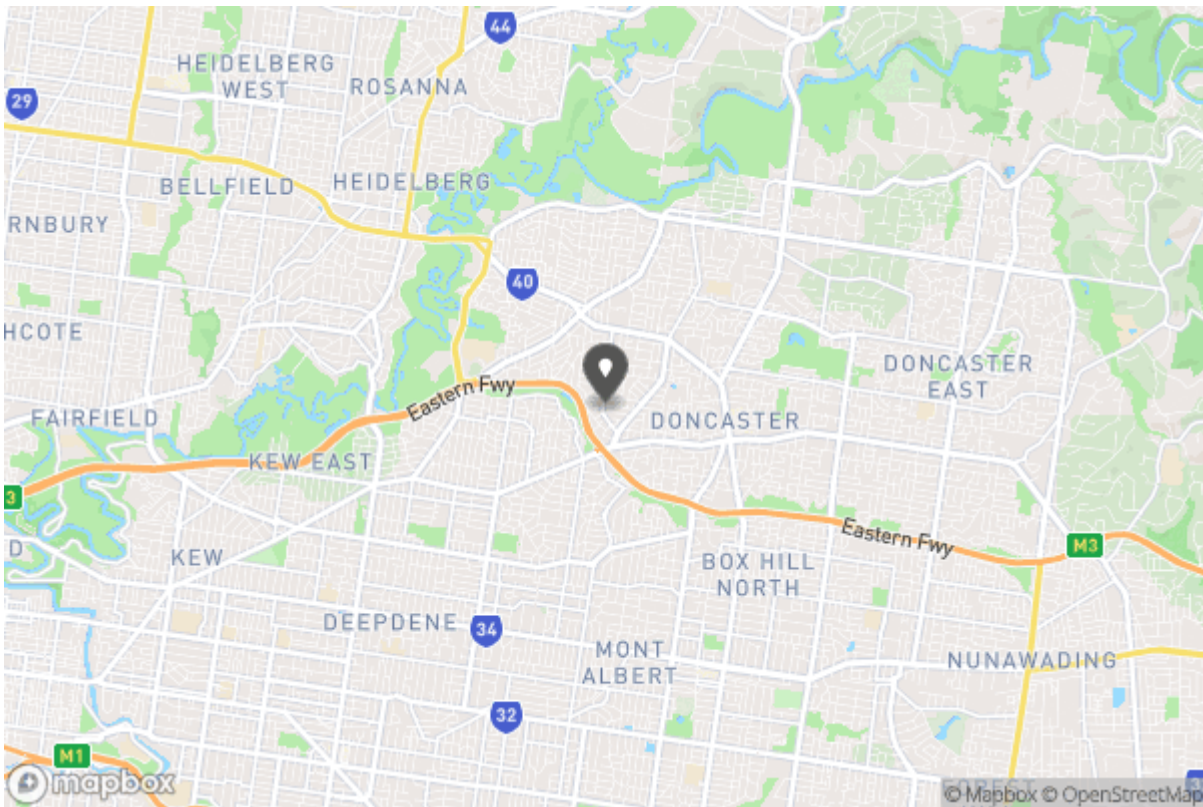 44
HEIDELBERG
WEST
ROSANNA
29
BELLFIELD
HEIDELBERG
RNBURY
40
HCOTE
DONCASTER
EAST
Eastern Fwy
FAIRFIELD
DONCASTER
KEW EAST
3
Eastern Fwy
D
KEW
M3
BOX HILL
NORTH
DEEPDENE
34
MONT
ALBERT
NUNAWADING
32
M1
mapbox
© Mapbox © OpenStreetMap